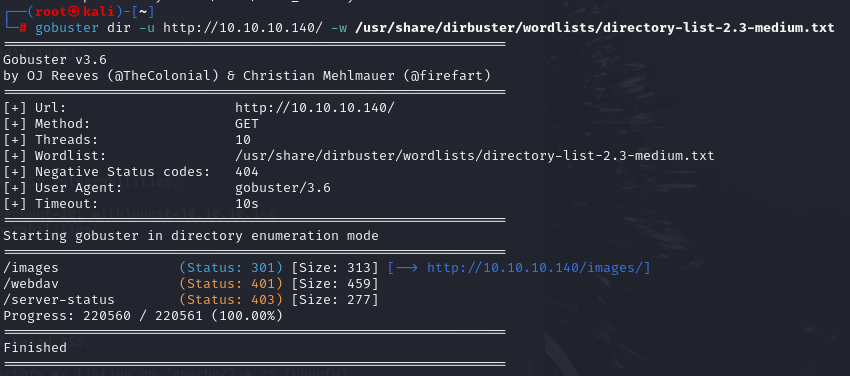 ┌──(root㉿kali)-[~]
└─# gobuster dir -u http://10.10.10.140/ -w /usr/share/dirbuster/wordlists/directory-list-2.3-medium.txt
===============================================================
Gobuster v3.6
by OJ Reeves (@TheColonial) & Christian Mehlmauer (@firefart)
===============================================================
[+] Url:                     http://10.10.10.140/
[+] Method:                  GET
[+] Threads:                 10
[+] Wordlist:                /usr/share/dirbuster/wordlists/directory-list-2.3-medium.txt
[+] Negative Status codes:   404
[+] User Agent:              gobuster/3.6
[+] Timeout:                 10s
===============================================================
Starting gobuster in directory enumeration mode
===============================================================
/images               (Status: 301) [Size: 313] [--> http://10.10.10.140/images/]
/webdav               (Status: 401) [Size: 459]
/server-status        (Status: 403) [Size: 277]
Progress: 220560 / 220561 (100.00%)
===============================================================
Finished
===============================================================